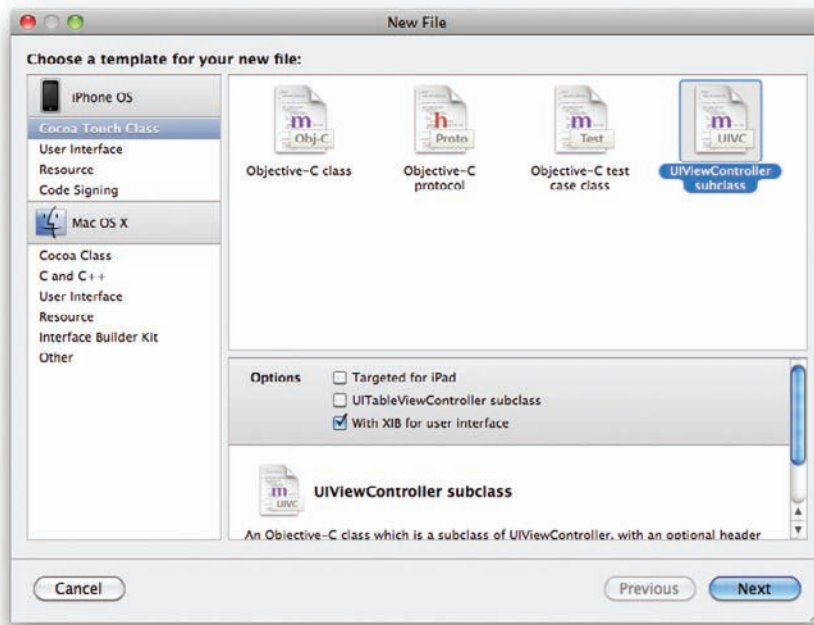 New File
Choose a template for your new file:
iPhone OS
Cocoa Touch Class
User Interface
Resource
Code Signing
Mac OS X
Cocoa Class
C and C++
User Interface
Resource
Interface Builder Kit
Other
m
Obj-C
Objective-C class
h
Proto
Objective-C
protocol
m
Test
Objective-C test
case class
m
UIVC
UIViewController
subclass
Options
Targeted for iPad
UITableViewController subclass
With XIB for user interface
m
UIVC
UIViewController subclass
An Objective-C class which is a subclass of UIViewController, with an optional header
Cancel
Previous
Next